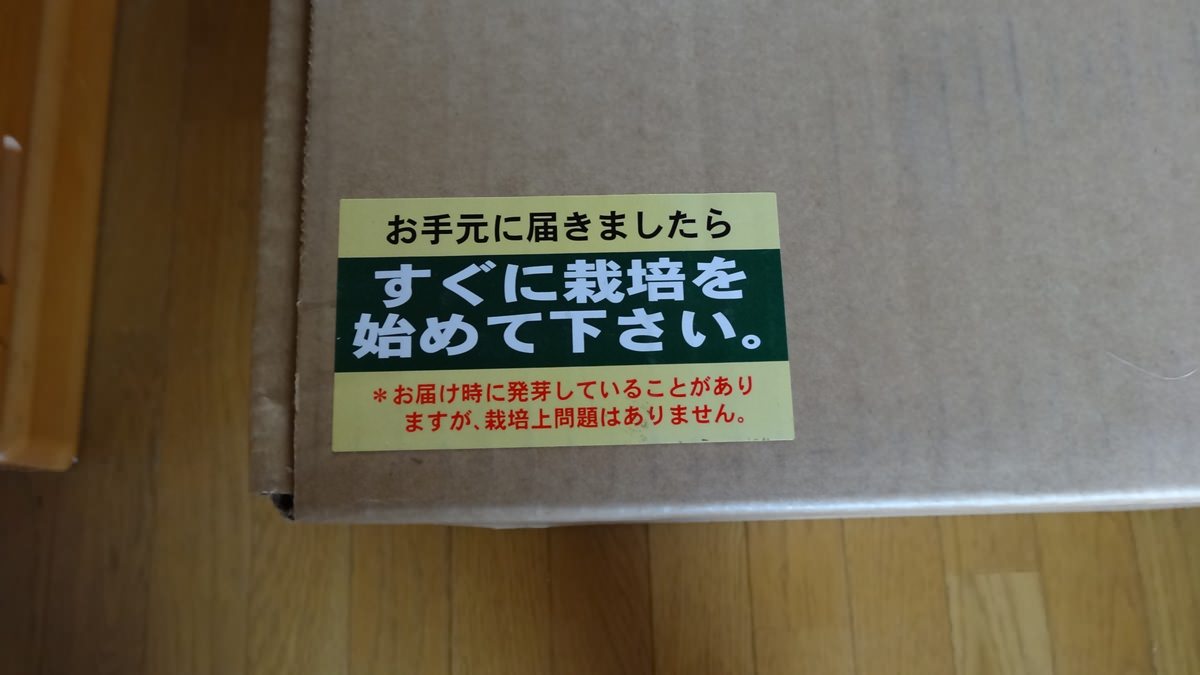 お手元に届きましたら
すぐに栽培を
始めて下さい。
＊お届け時に発芽していることがあり
ますが、栽培上問題はありません。